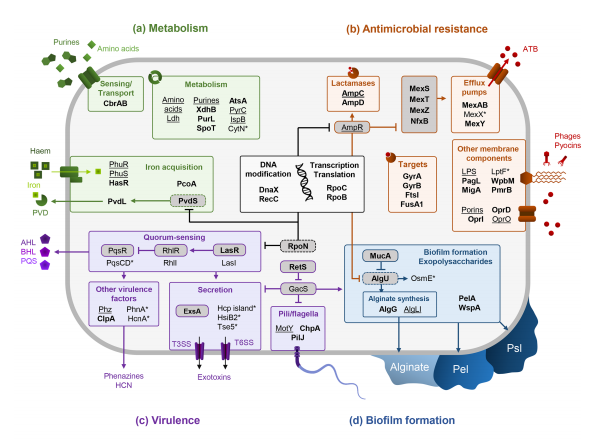 (a) Metabolism
(b) Antimicrobial resistance
Purines
Amino acids
Sensing/
Transport
CbrAB
Metabolism
Amino
acids
Ldh
Purines
XdhB
PurL
SpoT
AtsA
PyrC
IspB
CytN*
Lactamases
AmpC
AmpD
AmpR
MexS
MexT
MexZ
NfxB
Efflux
pumps
MexAB
MexX*
MexY
ATB
Haem
Iron
PVD
PhuR
PhuS
HasR
Iron acquisition
PcoA
PvdL
PvdS
DNA
modification
DnaX
RecC
Transcription
Translation
RpoC
RpoB
Targets
GyrA
GyrB
FtsI
FusA1
Other membrane
components
LPS
PagL
MigA
LptF*
WpbM
PmrB
Porins
OprI
OprD
OprO
Phages
Pyocins
AHL
BHL
PQS
Quorum-sensing
PqsR
RhlR
LasR
PqsCD*
RhlI
LasI
RpoN
RetS
GacS
Other virulence
factors
Phz
ClpA
PhnA*
HcnA*
Secretion
ExsA
Hcp island*
HsiB2*
Tse5*
T3SS
T6SS
Pili/flagella
MotY
ChpA
PilJ
Phenazines
HCN
Exotoxins
MucA
AlgU
OsmE*
Biofilm formation
Exopolysaccharides
Alginate synthesis
AlgG
AlgLI
PelA
WspA
Alginate
Pel
Psl
(c) Virulence
(d) Biofilm formation